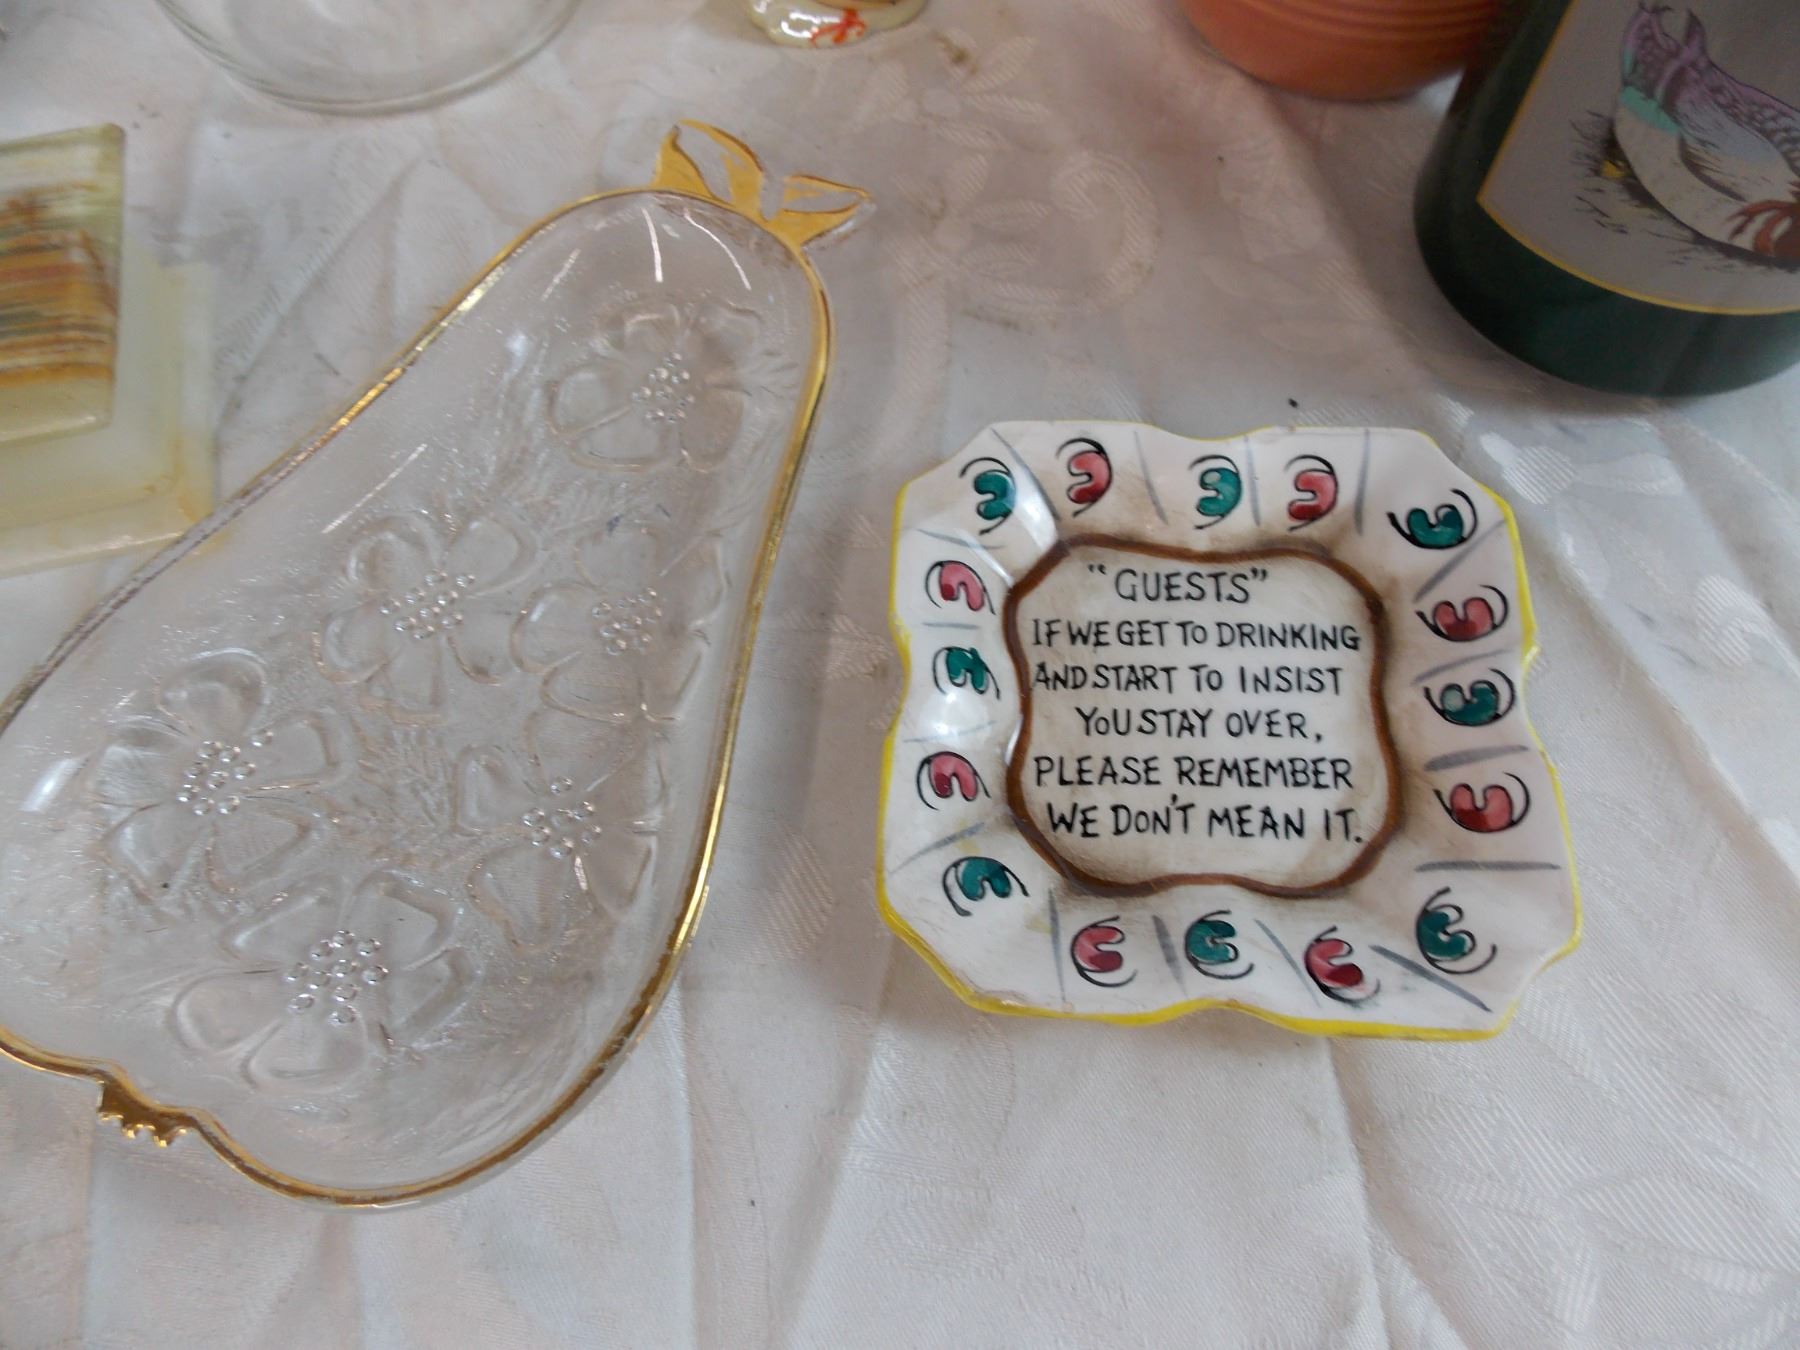 "GUESTS"
IF WE GET TO DRINKING
AND START TO INSIST
YOU STAY OVER,
PLEASE REMEMBER
WE DON'T MEAN IT.